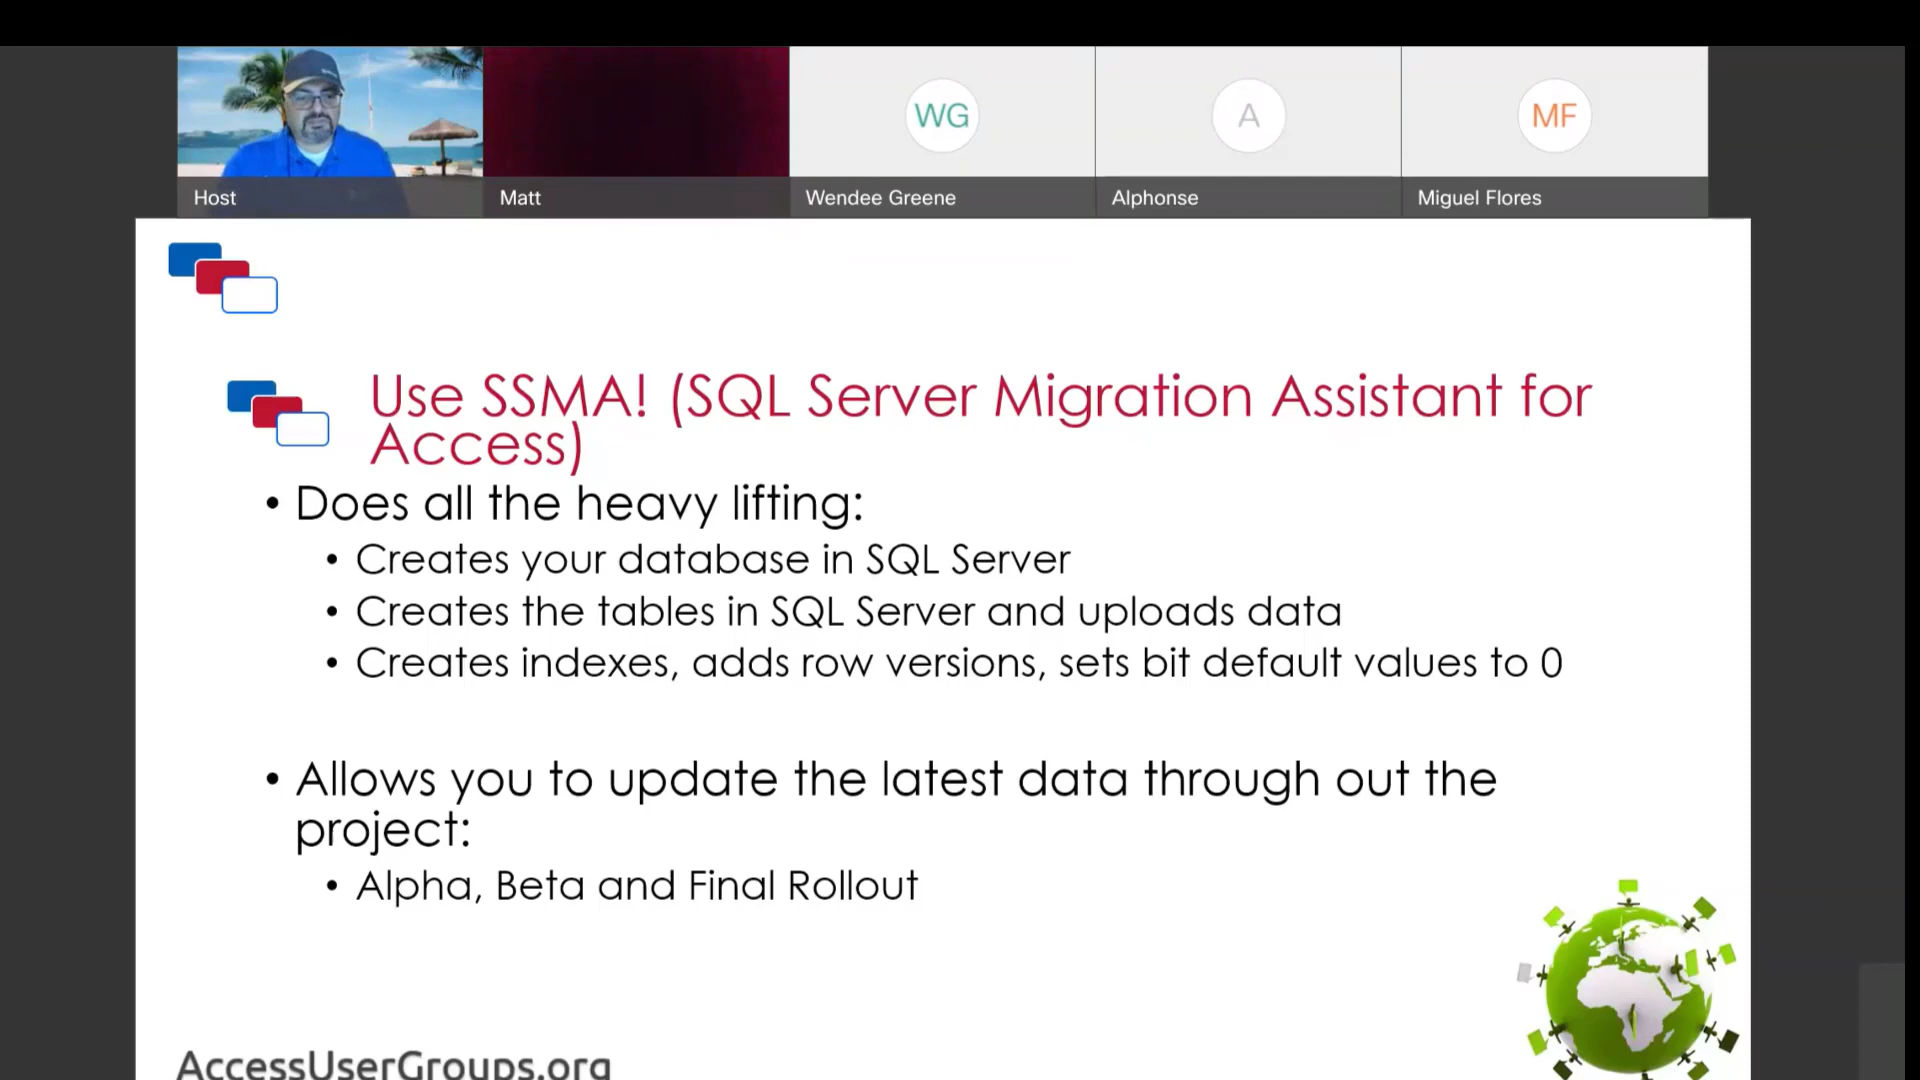 WG
A
MF
Host
Matt
Wendee Greene
Alphonse
Miguel Flores
Use SSMA! (SQL Server Migration Assistant for
Access)
• Does all the heavy lifting:
• Creates your database in SQL Server
• Creates the tables in SQL Server and uploads data
• Creates indexes, adds row versions, sets bit default values to 0
• Allows you to update the latest data through out the
project:
• Alpha, Beta and Final Rollout
AccessUserGroups.org